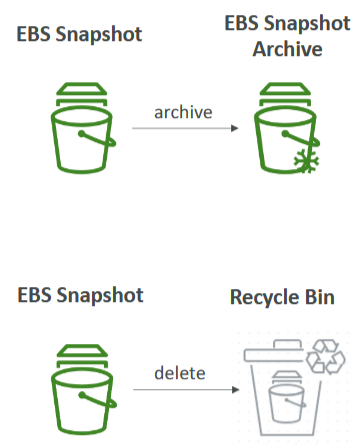 EBS Snapshot
EBS Snapshot
Archive
archive
EBS Snapshot
Recycle Bin
delete